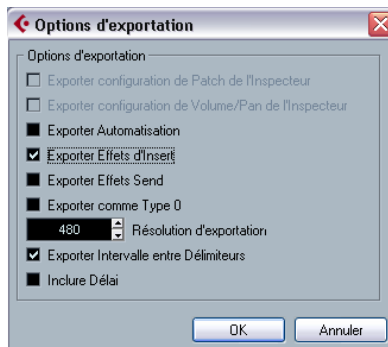 Options d'exportation
Options d'exportation
Exporter configuration de Patch de l'Inspecteur
Exporter configuration de Volume/Pan de l'Inspecteur
Exporter Automatisation
Exporter Effets d'Insert
Exporter Effets Send
Exporter comme Type 0
480 Résolution d'exportation
Exporter Intervalle entre Délimiteurs
Inclure Délai
OK Annuler